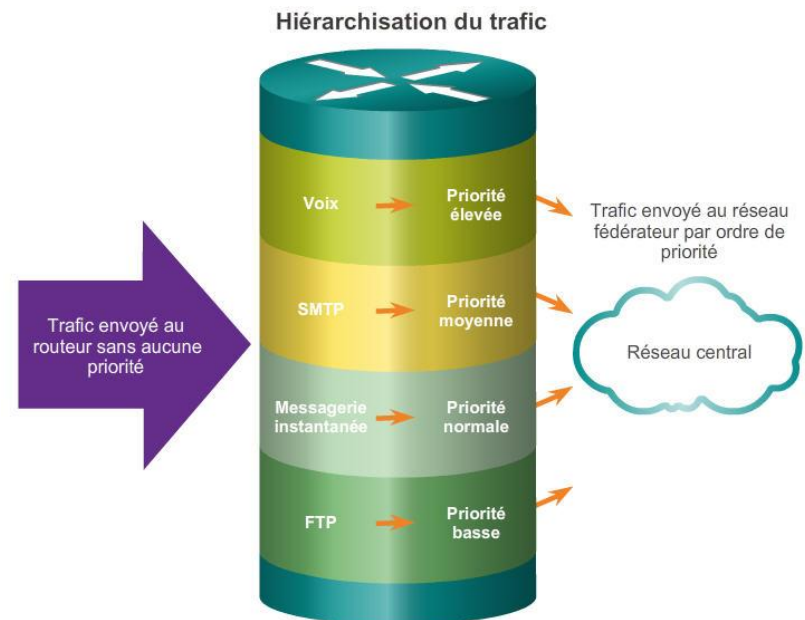 Hiérarchisation du trafic
Trafic envoyé au
routeur sans aucune
priorité
Voix
Priorité
élevée
SMTP
Priorité
moyenne
Messagerie
instantanée
Priorité
normale
FTP
Priorité
basse
Trafic envoyé au réseau
fédérateur par ordre de
priorité
Réseau central